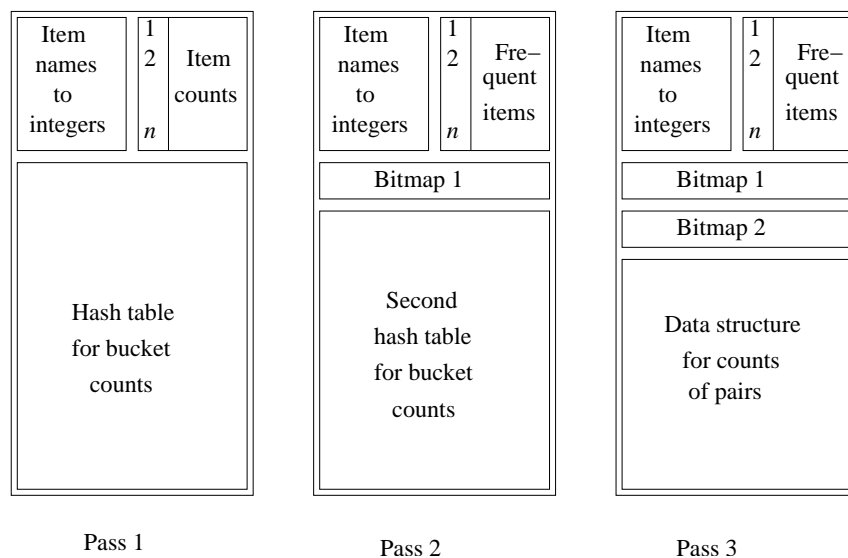 Item
names
to
integers
1
2
n
Item
counts
Hash table
for bucket
counts
Pass 1
Item
names
to
integers
1
2
n
Fre−
quent
items
Bitmap 1
Second
hash table
for bucket
counts
Pass 2
Item
names
to
integers
1
2
n
Fre−
quent
items
Bitmap 1
Bitmap 2
Data structure
for counts
of pairs
Pass 3